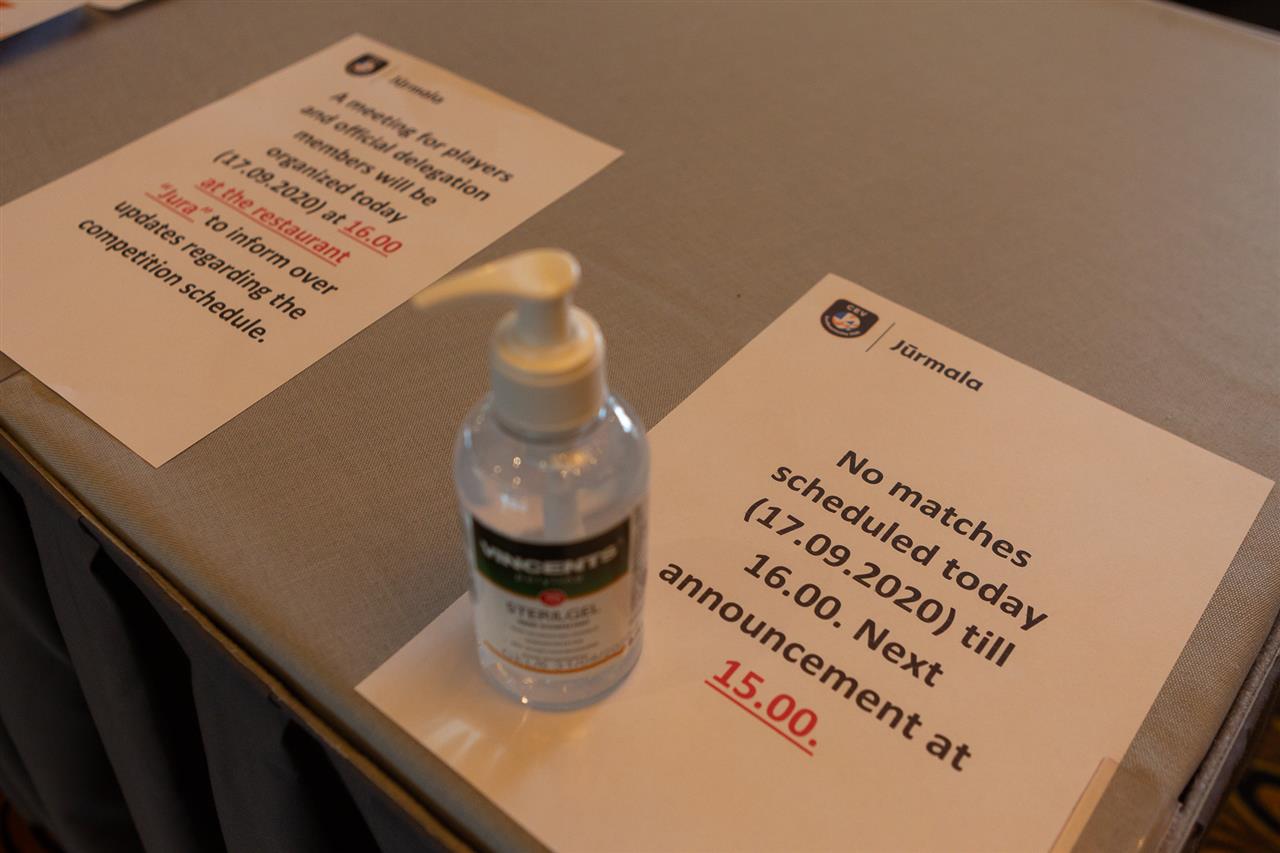 Jūrmala
A meeting for players
and official delegation
members will be
organized today
(17.09.2020) at 16.00
at the restaurant
"Jura" to inform over
updates regarding the
competition schedule.
CEV
Jūrmala
No matches
scheduled today
(17.09.2020) till
16.00. Next
announcement at
15.00.
VINCENTS
STERILGEL